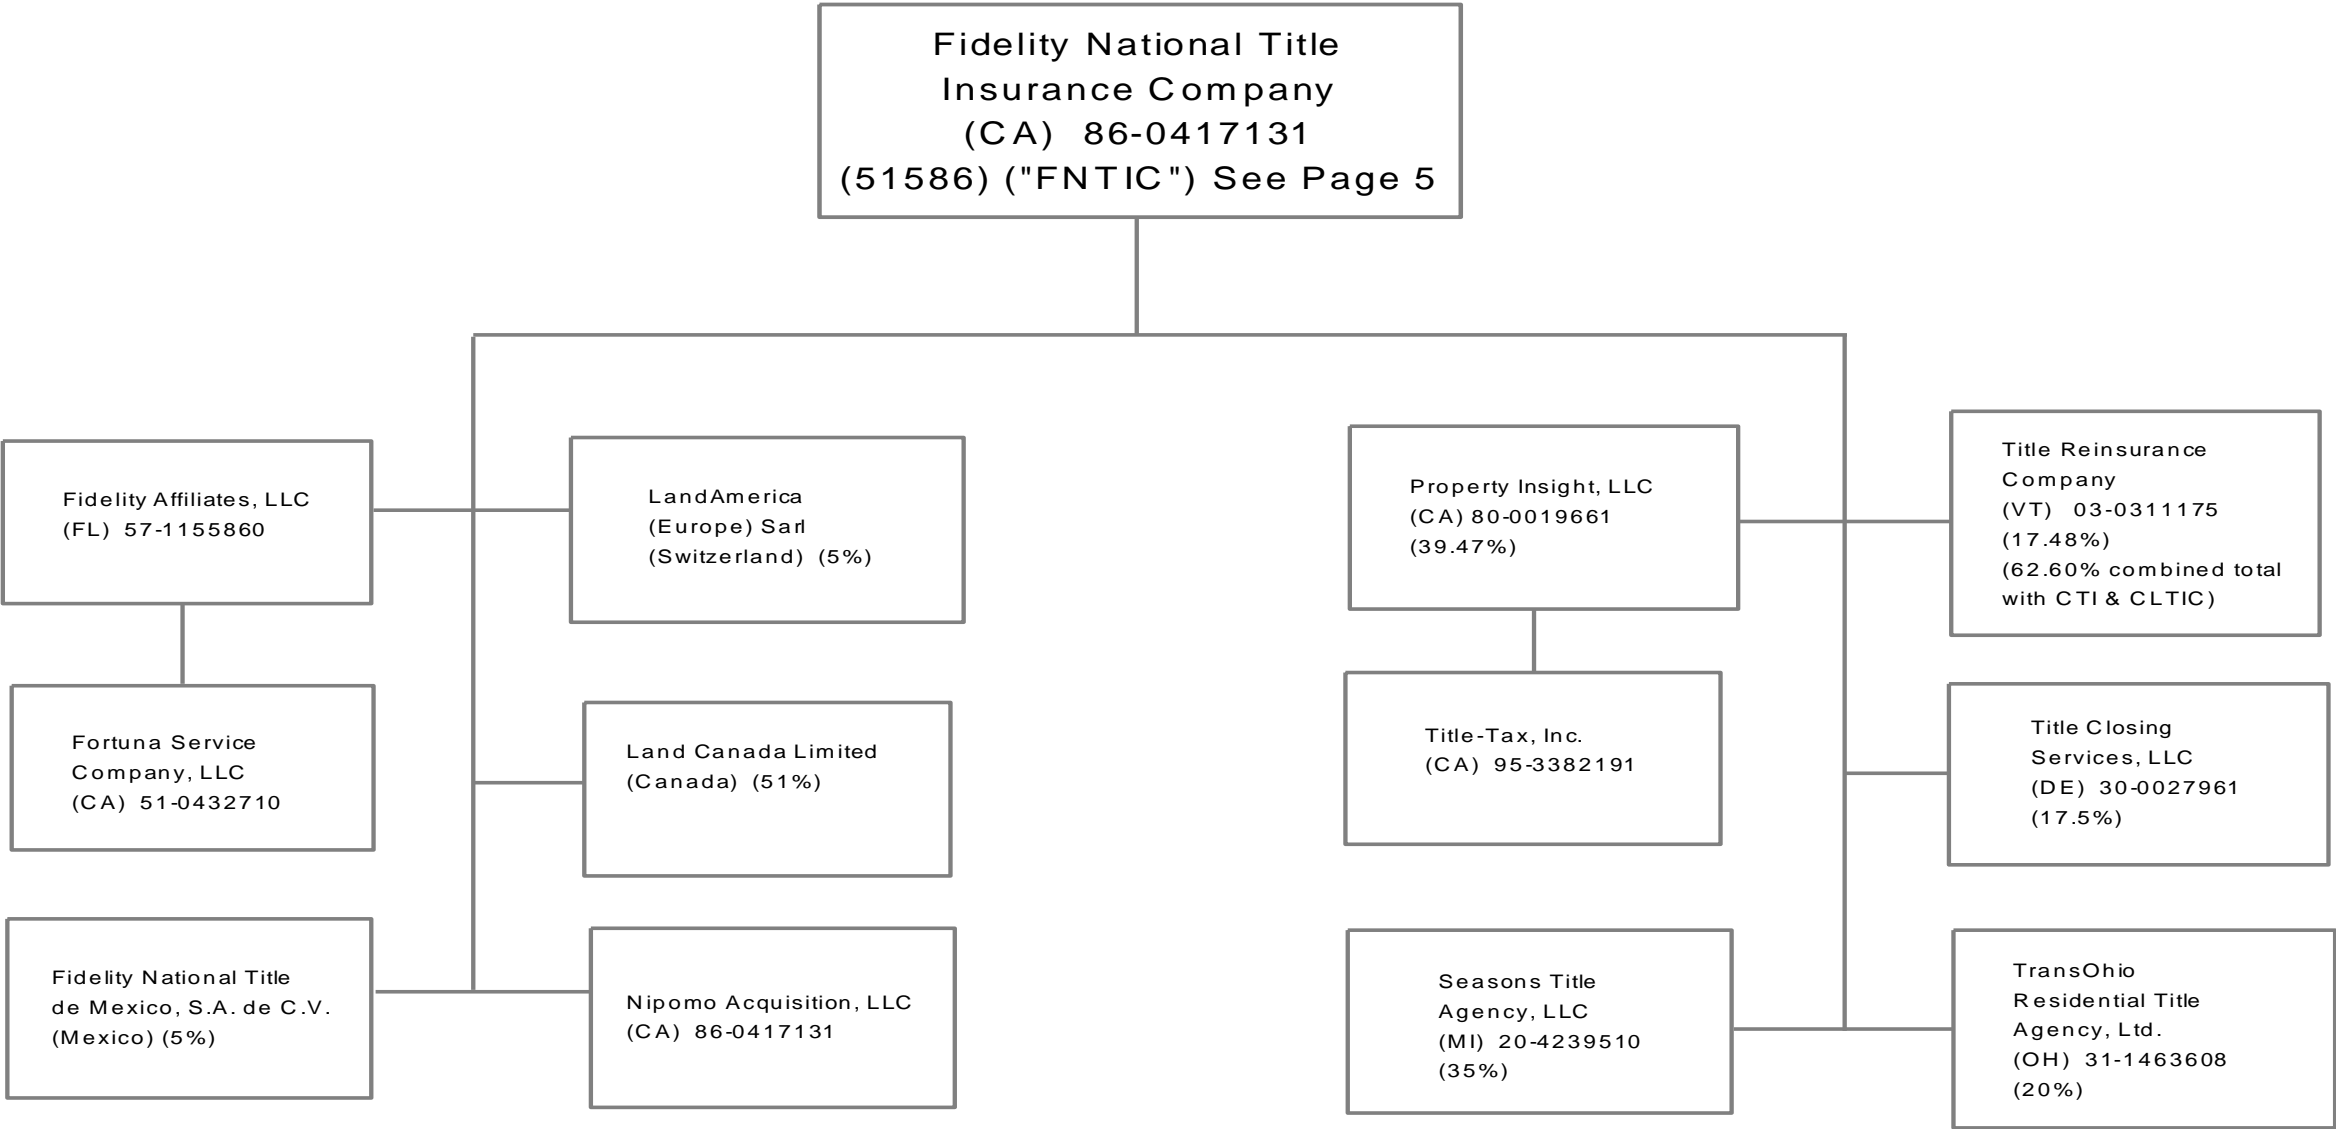 Fidelity National Title
Insurance Company
(CA) 86-0417131
(51586) ("FNTIC") See Page 5
Fidelity Affiliates, LLC
(FL) 57-1155860
LandAmerica
(Europe) Sarl
(Switzerland) (5%)
Property Insight, LLC
(CA) 80-0019661
(39.47%)
Title Reinsurance
Company
(VT) 03-0311175
(17.48%)
(62.60% combined total
with CTI & CLTIC)
Fortuna Service
Company, LLC
(CA) 51-0432710
Land Canada Limited
(Canada) (51%)
Title-Tax, Inc.
(CA) 95-3382191
Title Closing
Services, LLC
(DE) 30-0027961
(17.5%)
Fidelity National Title
de Mexico, S.A. de C.V.
(Mexico) (5%)
Nipomo Acquisition, LLC
(CA) 86-0417131
Seasons Title
Agency, LLC
(MI) 20-4239510
(35%)
TransOhio
Residential Title
Agency, Ltd.
(OH) 31-1463608
(20%)